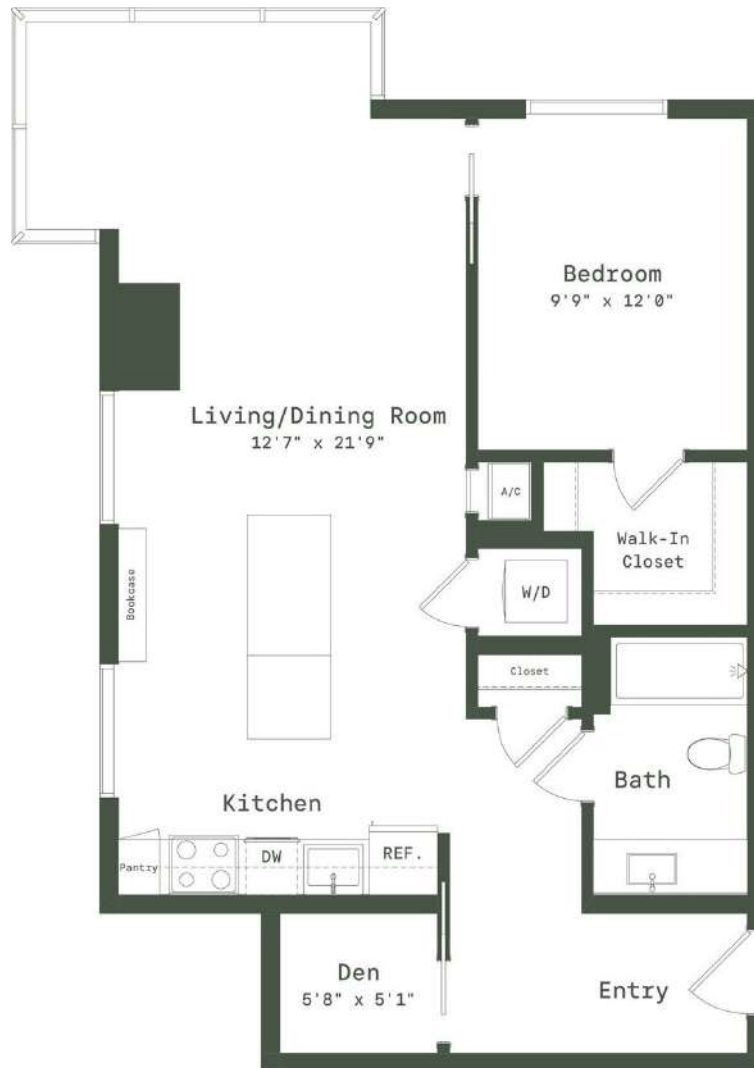 Bedroom
9'9" x 12'0"
Living/Dining Room
12'7" x 21'9"
A/C
Walk-In
Closet
W/D
Bookcase
Closet
Bath
Kitchen
Pantry
DW
REF.
Den
5'8" x 5'1"
Entry